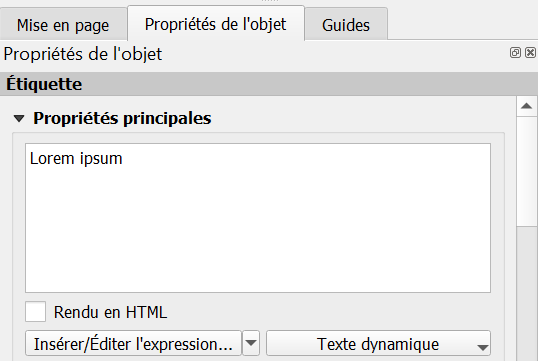 Mise en page Propriétés de l'objet Guides
Propriétés de l'objet
Étiquette
Propriétés principales
Lorem ipsum
Rendu en HTML
Insérer/Éditer l'expression... Texte dynamique